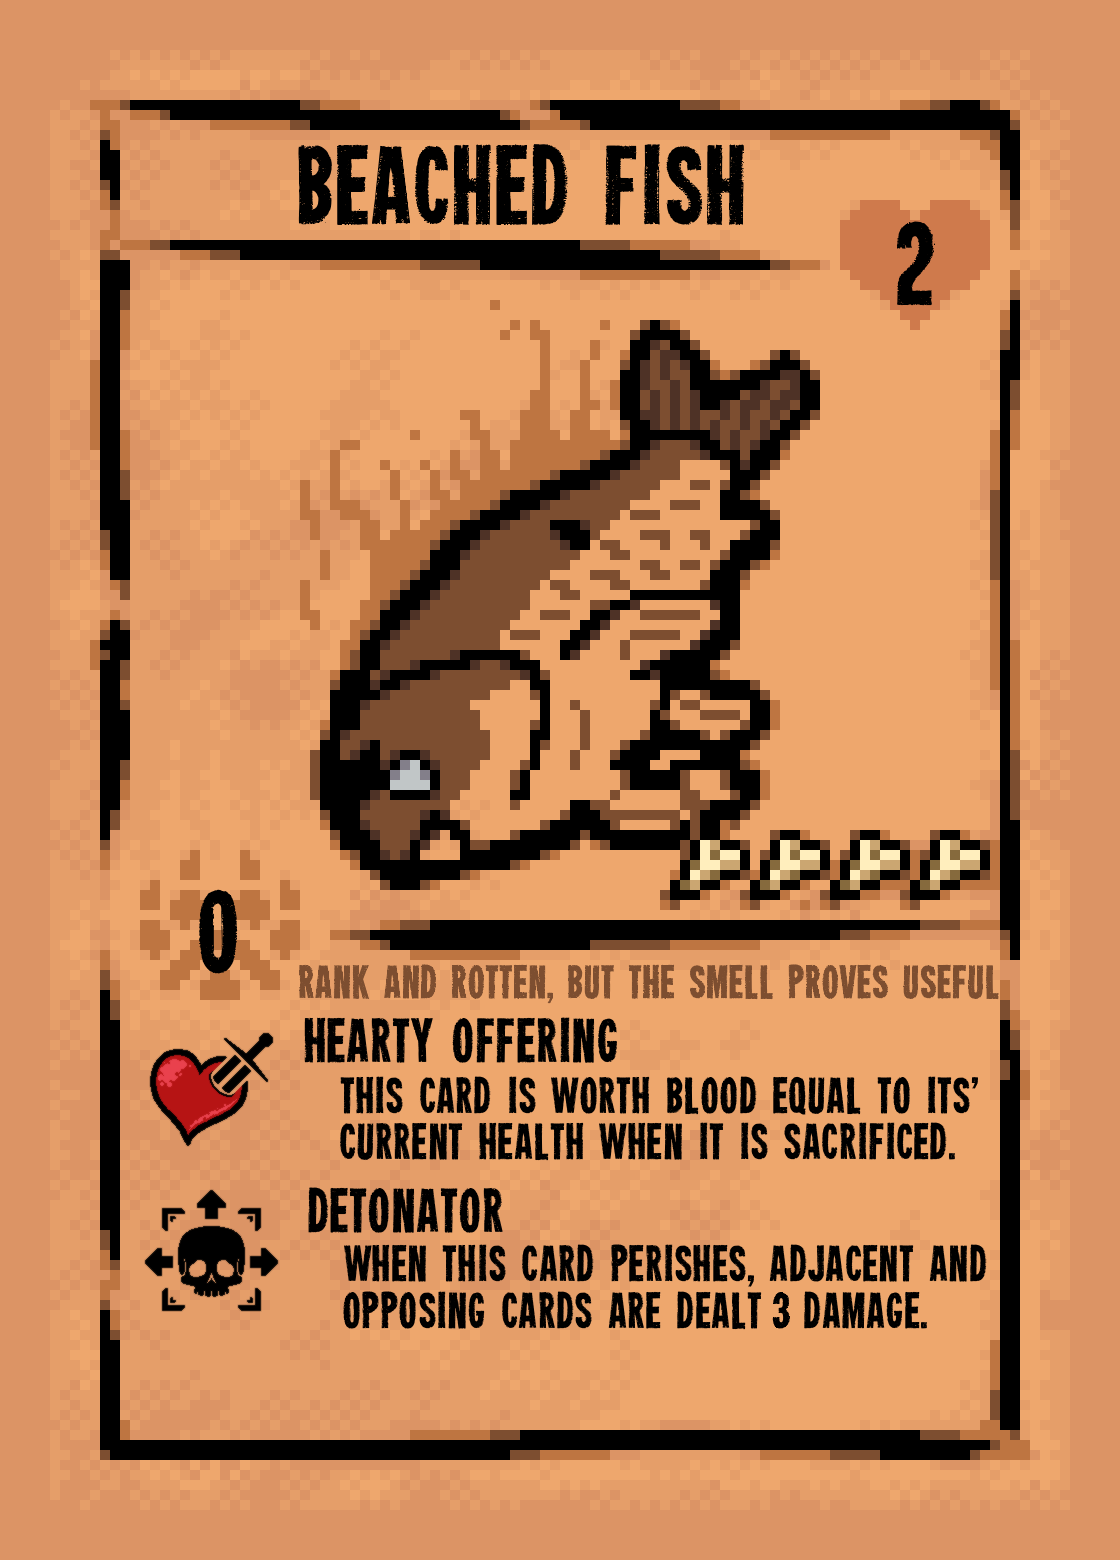 BEACHED FISH
2
0
RANK AND ROTTEN, BUT THE SMELL PROVES USEFUL
HEARTY OFFERING
THIS CARD IS WORTH BLOOD EQUAL TO ITS'
CURRENT HEALTH WHEN IT IS SACRIFICED.
DETONATOR
WHEN THIS CARD PERISHES, ADJACENT AND
OPPOSING CARDS ARE DEALT 3 DAMAGE.